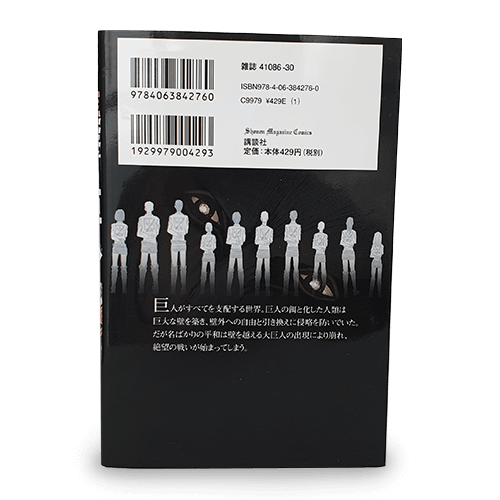 雑誌 41086-30
9784063842760
ISBN978-4-06-384276-0
C9979 ¥429E (1)
1929979004293
Shonen Magazine Comics
講談社
定価:本体429円(税別)
巨人がすべてを支配する世界。巨人の餌と化した人類は
巨大な壁を築き、壁外への自由と引き換えに侵略を防いでいた。
だが名ばかりの平和は壁を越える大巨人の出現により崩れ、
絶望の戦いが始まってしまう。